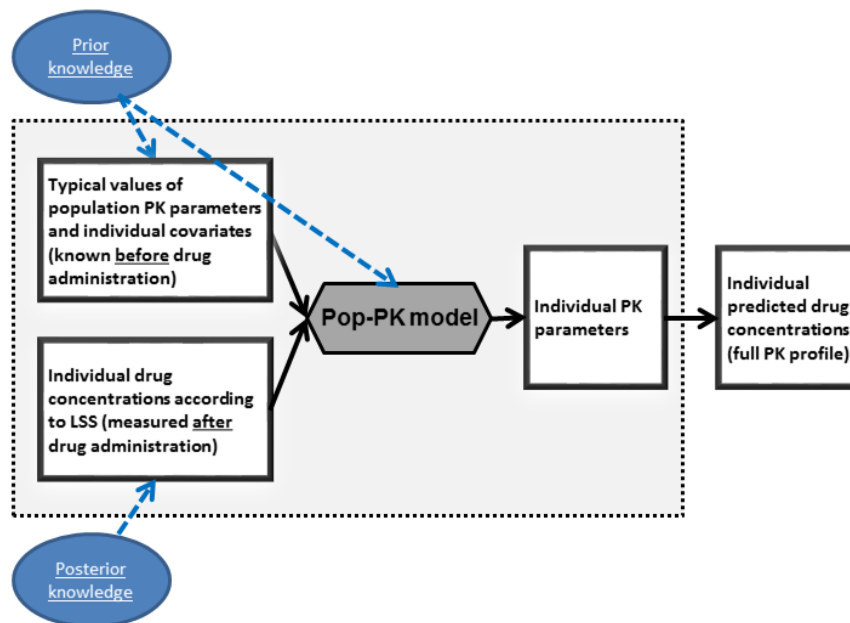 Prior
knowledge
Typical values of
population PK parameters
and individual covariates
(known before drug
administration)
Individual drug
concentrations according
to LSS (measured after
drug administration)
Pop-PK model
Individual PK
parameters
Individual
predicted drug
concentrations
(full PK profile)
Posterior
knowledge